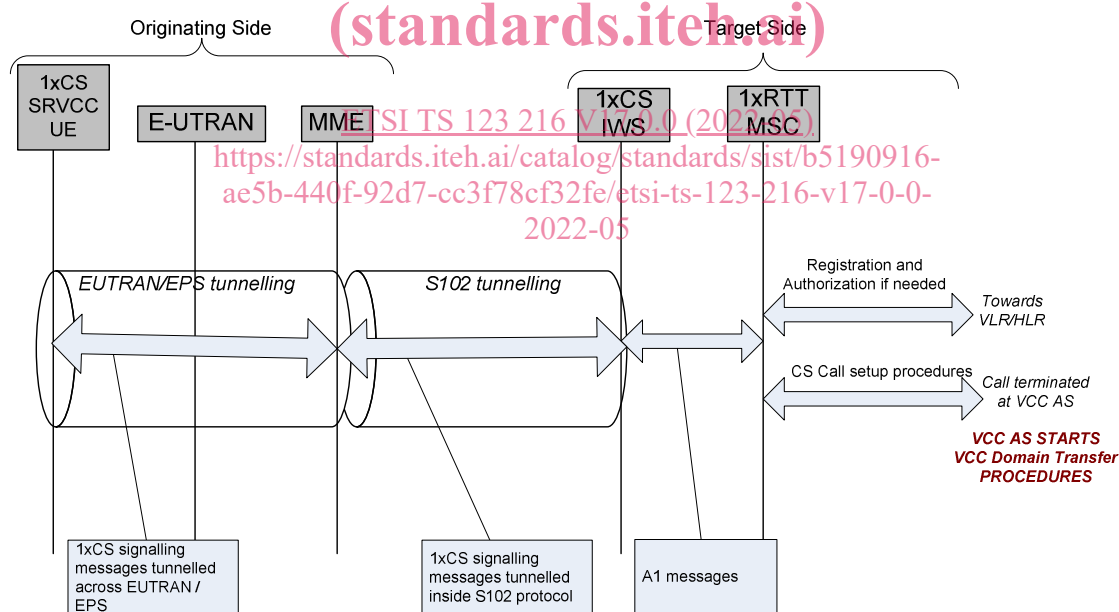 (standards.iteh.ai)
Originating Side
Target Side
1xCS
SRVCC
UE
E-UTRAN
MME
1xCS
IWS
1xRTT
MSC
ETSI TS 123 216 V17.0.0 (2022-05)
https://standards.iteh.ai/catalog/standards/sist/b5190916-
ae5b-440f-92d7-cc3f78cf32fe/etsi-ts-123-216-v17-0-0-
2022-05
EUTRAN/EPS tunnelling
S102 tunnelling
Registration and
Authorization if needed
Towards
VLR/HLR
CS Call setup procedures
Call terminated
at VCC AS
VCC AS STARTS
VCC Domain Transfer
PROCEDURES
1xCS signalling
messages tunnelled
across EUTRAN /
EPS
1xCS signalling
messages tunnelled
inside S102 protocol
A1 messages